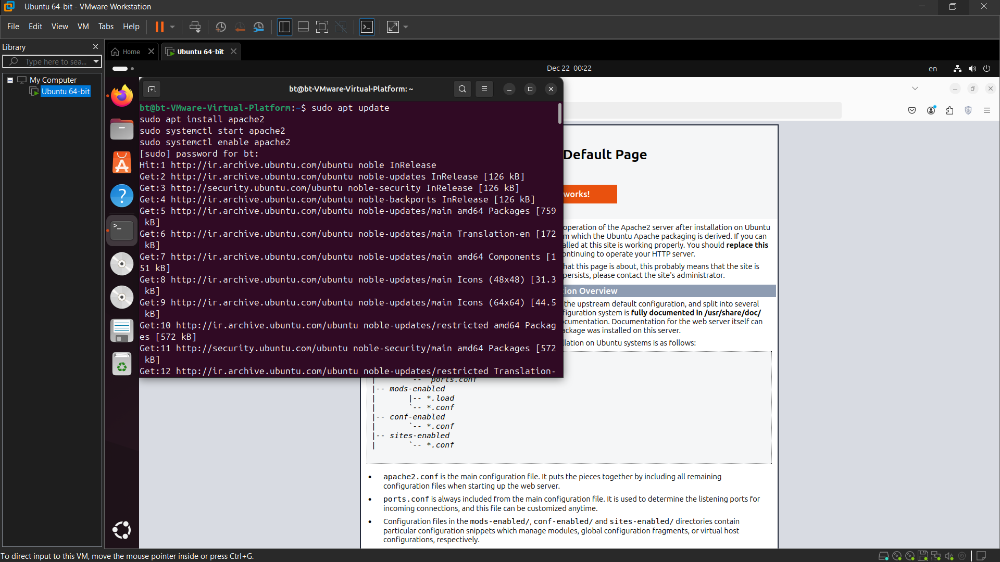 Ubuntu 64-bit - VMware Workstation
File Edit View VM Tabs Help
Library
Type here to sea...
My Computer
Ubuntu 64-bit
Home
Ubuntu 64-bit
Dec 22 00:22
en
bt@bt-VMware-Virtual-Platform: ~
bt@bt-VMware-Virtual-Platform:~$ sudo apt update
sudo apt install apache2
sudo systemctl start apache2
sudo systemctl enable apache2
[sudo] password for bt:
Hit:1 http://ir.archive.ubuntu.com/ubuntu noble InRelease
Get:2 http://ir.archive.ubuntu.com/ubuntu noble-updates InRelease [126 kB]
Get:3 http://security.ubuntu.com/ubuntu noble-security InRelease [126 kB]
Get:4 http://ir.archive.ubuntu.com/ubuntu noble-backports InRelease [126 kB]
Get:5 http://ir.archive.ubuntu.com/ubuntu noble-updates/main amd64 Packages [759
kB]
Get:6 http://ir.archive.ubuntu.com/ubuntu noble-updates/main Translation-en [172
kB]
Get:7 http://ir.archive.ubuntu.com/ubuntu noble-updates/main amd64 Components [1
51 kB]
Get:8 http://ir.archive.ubuntu.com/ubuntu noble-updates/main Icons (48x48) [31.3
kB]
Get:9 http://ir.archive.ubuntu.com/ubuntu noble-updates/main Icons (64x64) [44.5
kB]
Get:10 http://ir.archive.ubuntu.com/ubuntu noble-updates/restricted amd64 Packag
es [572 kB]
Get:11 http://security.ubuntu.com/ubuntu noble-security/main amd64 Packages [572
kB]
Get:12 http://ir.archive.ubuntu.com/ubuntu noble-updates/restricted Translation-
Default Page
works!
operation of the Apache2 server after installation on Ubuntu
m which the Ubuntu Apache packaging is derived. If you can
alled at this site is working properly. You should replace this
ontinuing to operate your HTTP server.
hat this page is about, this probably means that the site is
persists, please contact the site's administrator.
tion Overview
the upstream default configuration, and split into several
figuration system is fully documented in /usr/share/doc/
ocumentation. Documentation for the web server itself can
ackage was installed on this server.
llation on Ubuntu systems is as follows:
| `-- ports.conf
|-- mods-enabled
| |-- *.load
| `-- *.conf
|-- conf-enabled
| `-- *.conf
|-- sites-enabled
| `-- *.conf
• apache2.conf is the main configuration file. It puts the pieces together by including all remaining
configuration files when starting up the web server.
• ports.conf is always included from the main configuration file. It is used to determine the listening ports for
incoming connections, and this file can be customized anytime.
• Configuration files in the mods-enabled/, conf-enabled/ and sites-enabled/ directories contain
particular configuration snippets which manage modules, global configuration fragments, or virtual host
configurations, respectively.
To direct input to this VM, move the mouse pointer inside or press Ctrl+G.